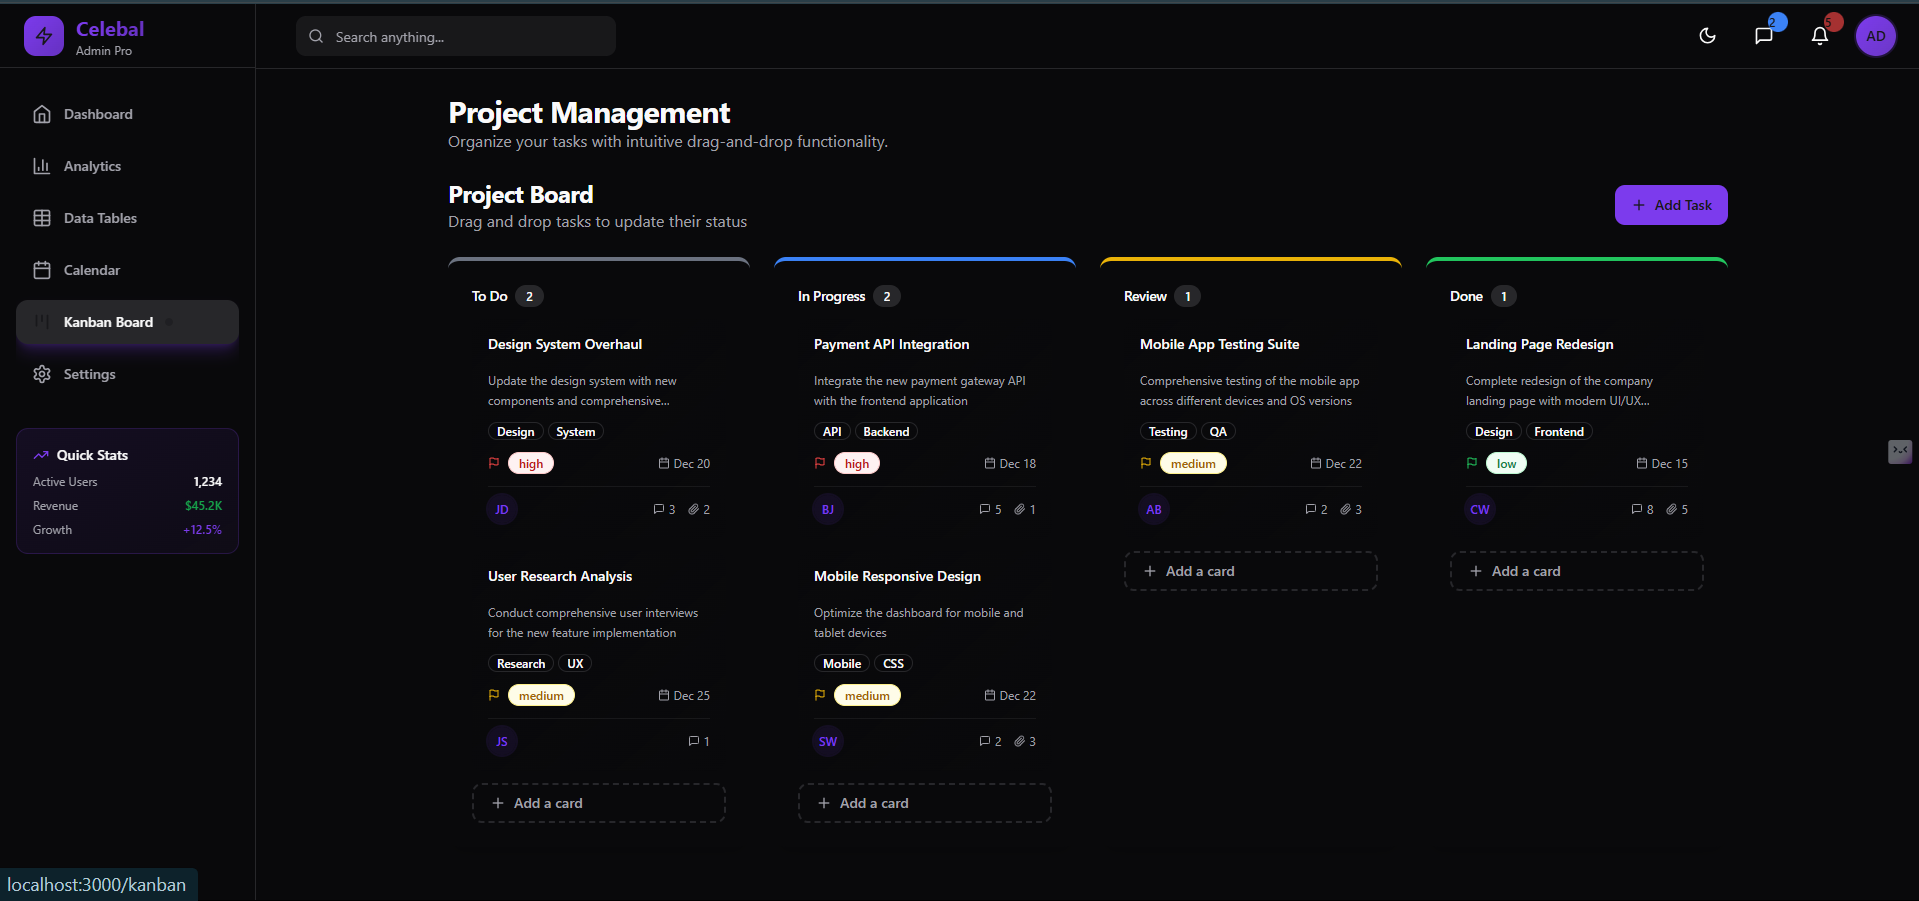 Celebal
Admin Pro
Search anything...
2
5
AD
Dashboard
Analytics
Data Tables
Calendar
Kanban Board
Settings
Quick Stats
Active Users 1,234
Revenue $45.2K
Growth +12.5%
Project Management
Organize your tasks with intuitive drag-and-drop functionality.
Project Board
Drag and drop tasks to update their status
Add Task
To Do 2
Design System Overhaul
Update the design system with new
components and comprehensive...
Design System
high Dec 20
JD 3 2
User Research Analysis
Conduct comprehensive user interviews
for the new feature implementation
Research UX
medium Dec 25
JS 1
Add a card
In Progress 2
Payment API Integration
Integrate the new payment gateway API
with the frontend application
API Backend
high Dec 18
BJ 5 1
Mobile Responsive Design
Optimize the dashboard for mobile and
tablet devices
Mobile CSS
medium Dec 22
SW 2 3
Add a card
Review 1
Mobile App Testing Suite
Comprehensive testing of the mobile app
across different devices and OS versions
Testing QA
medium Dec 22
AB 2 3
Add a card
Done 1
Landing Page Redesign
Complete redesign of the company
landing page with modern UI/UX...
Design Frontend
low Dec 15
CW 8 5
Add a card
localhost:3000/kanban